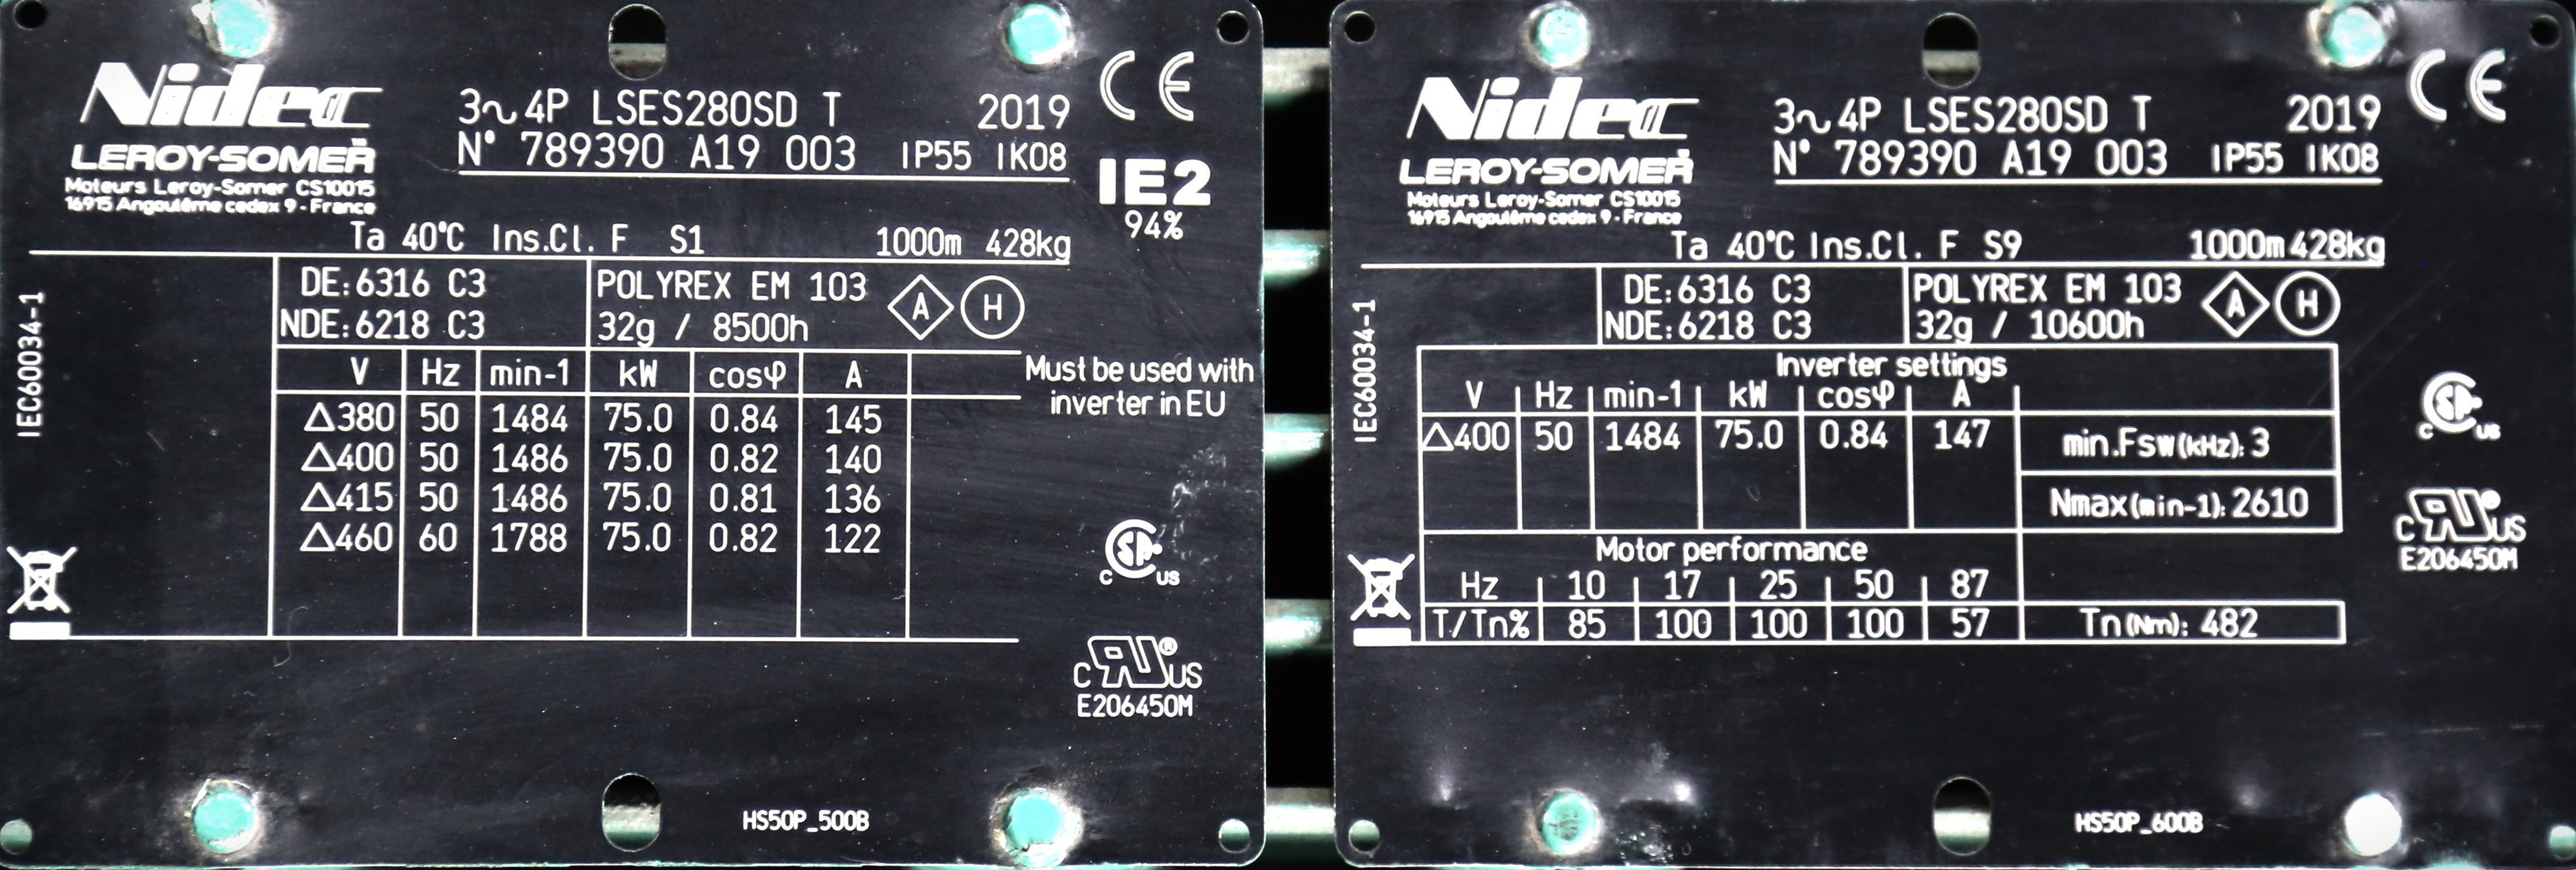 Nidec
LEROY-SOMER
Moteurs Leroy-Somer CS10015
16915 Angoulême cedex 9 - France
3~ 4P LSES280SD T 2019
N° 789390 A19 003 IP55 IK08
CE
IE2
94%
Ta 40°C Ins.Cl. F S1 1000m 428kg
IEC60034-1
DE:6316 C3
NDE:6218 C3
POLYREX EM 103
32g / 8500h
A H
V Hz min-1 kW cosφ A
Δ380 50 1484 75.0 0.84 145
Δ400 50 1486 75.0 0.82 140
Δ415 50 1486 75.0 0.81 136
Δ460 60 1788 75.0 0.82 122
Must be used with
inverter in EU
C SP US
C RU ® US
E206450M
HS50P_500B
Nidec
LEROY-SOMER
Moteurs Leroy-Somer CS10015
16915 Angoulême cedex 9 - France
3~ 4P LSES280SD T 2019
N° 789390 A19 003 IP55 IK08
CE
Ta 40°C Ins.Cl. F S9 1000m 428kg
IEC60034-1
DE:6316 C3
NDE:6218 C3
POLYREX EM 103
32g / 10600h
A H
Inverter settings
V Hz min-1 kW cosφ A
Δ400 50 1484 75.0 0.84 147
min.Fsw(kHz): 3
Nmax(min-1): 2610
Motor performance
Hz 10 17 25 50 87
T/Tn% 85 100 100 100 57
Tn(Nm): 482
C SP US
C RU US
E206450M
HS50P_600B